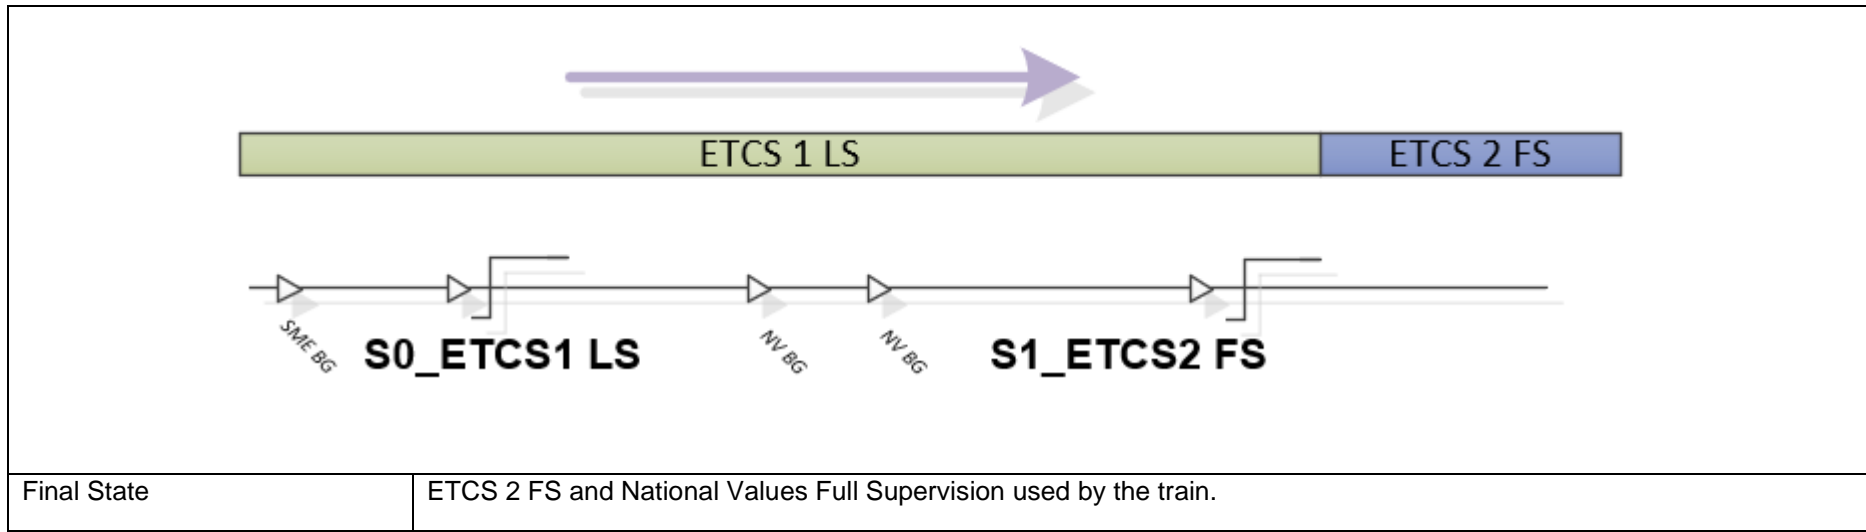 ETCS 1 LS
ETCS 2 FS
SME BG
S0_ETCS1 LS
NV BG
NV BG
S1_ETCS2 FS
Final State
ETCS 2 FS and National Values Full Supervision used by the train.